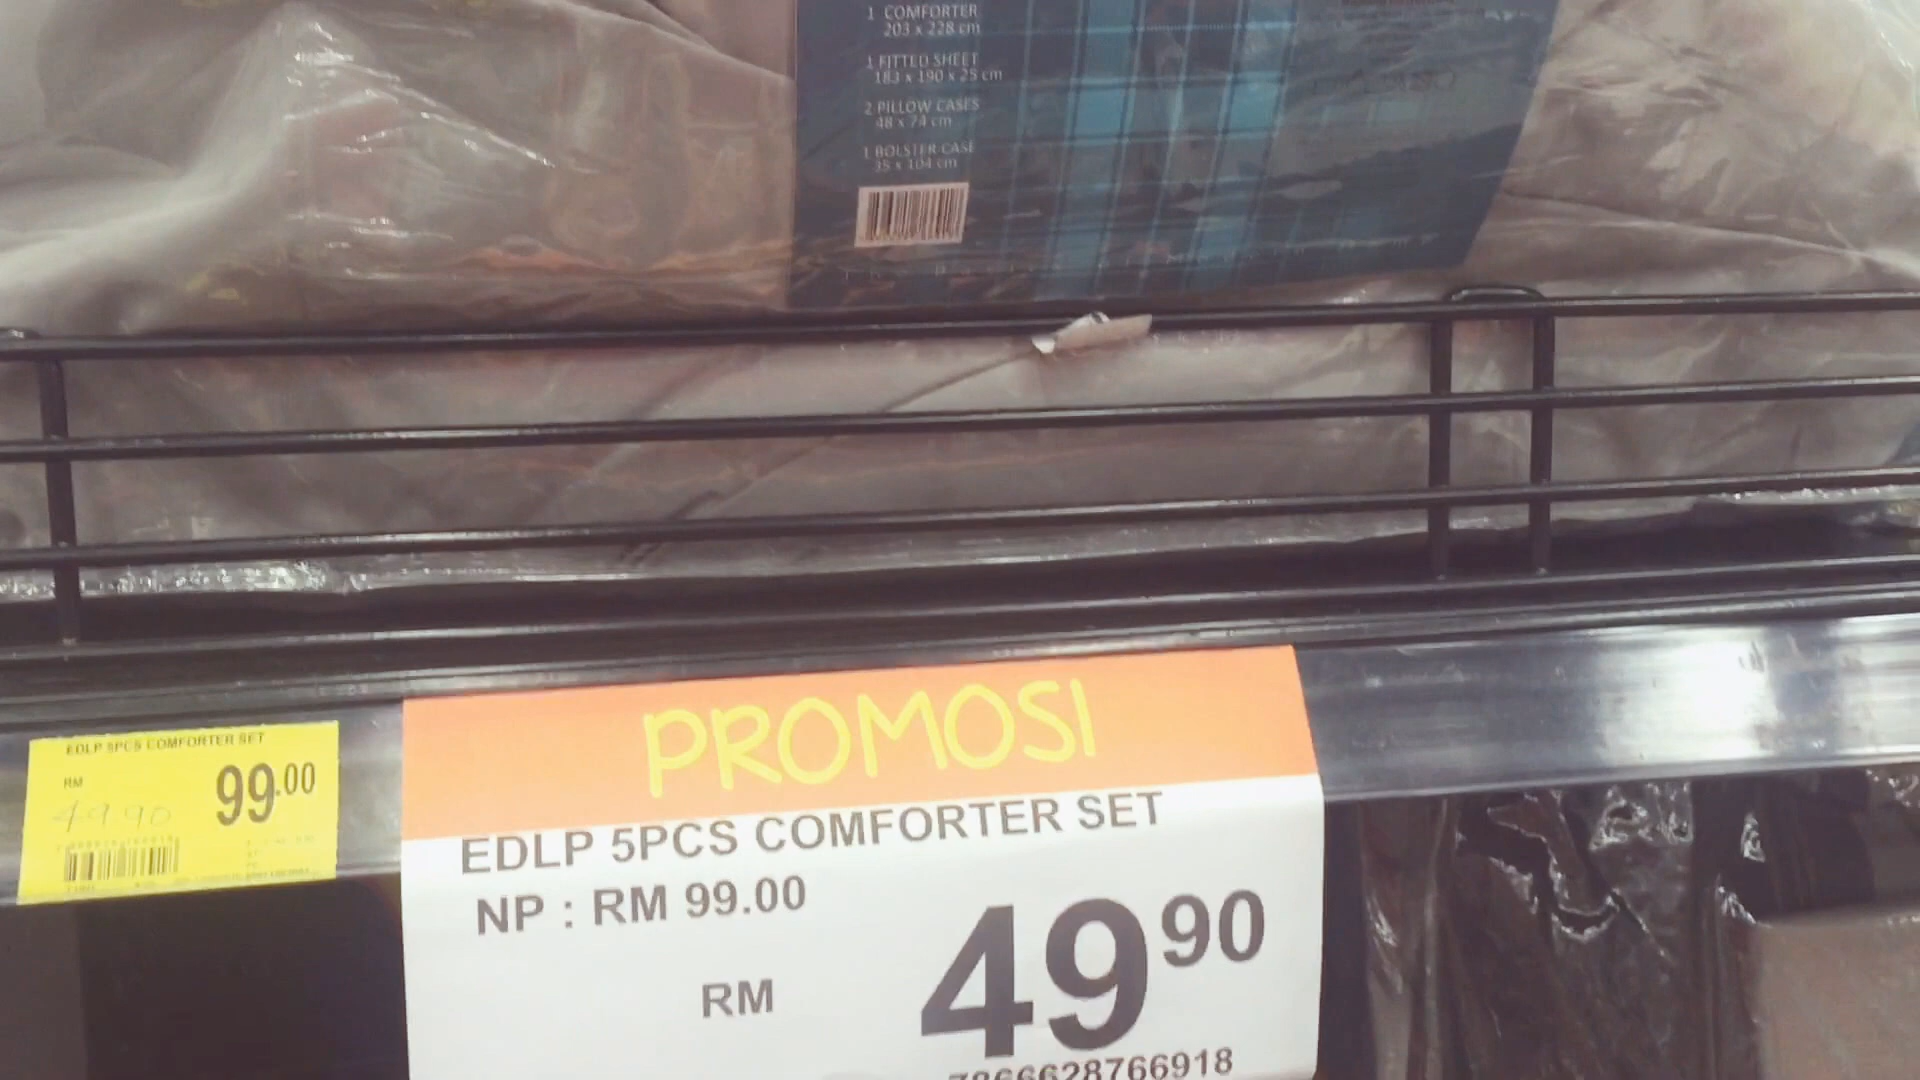 1 COMFORTER
203 x 228 cm
1 FITTED SHEET
183 x 190 x 25 cm
2 PILLOW CASES
48 x 74 cm
1 BOLSTER CASE
35 x 104 cm
EDLP 5PCS COMFORTER SET
RM
99.00
49.90
PROMOSI
EDLP 5PCS COMFORTER SET
NP : RM 99.00
RM 49 90